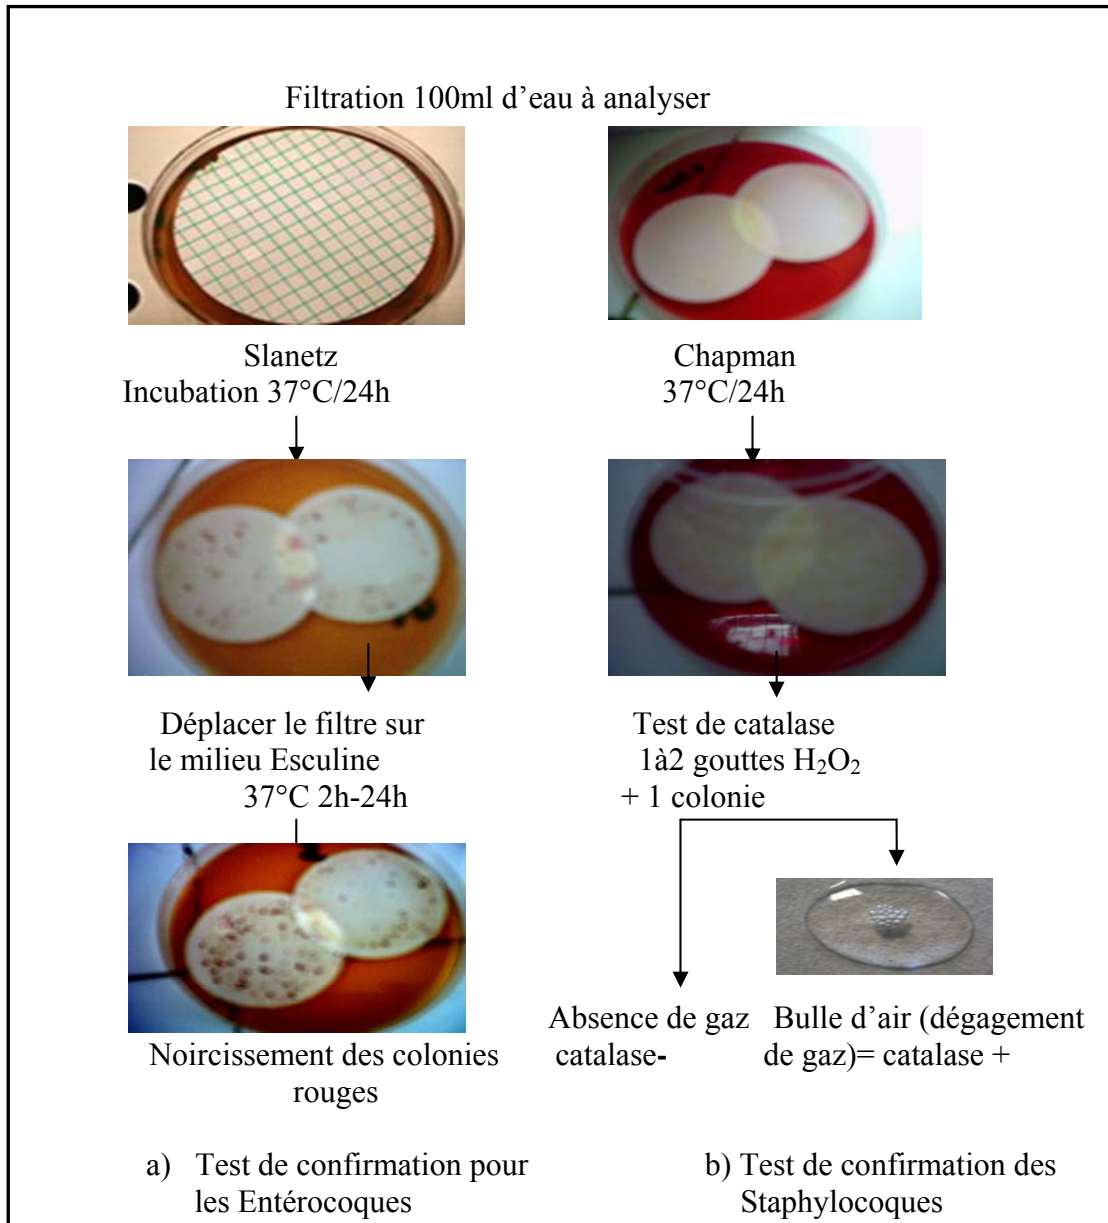 Filtration 100ml d’eau à analyser
Slanetz
Incubation 37°C/24h
Chapman
37°C/24h
Déplacer le filtre sur
le milieu Esculine
37°C 2h-24h
Test de catalase
1à2 gouttes H₂O₂
+ 1 colonie
Noircissement des colonies
rouges
Absence de gaz
catalase-
Bulle d’air (dégagement
de gaz)= catalase +
a) Test de confirmation pour
les Entérocoques
b) Test de confirmation des
Staphylocoques